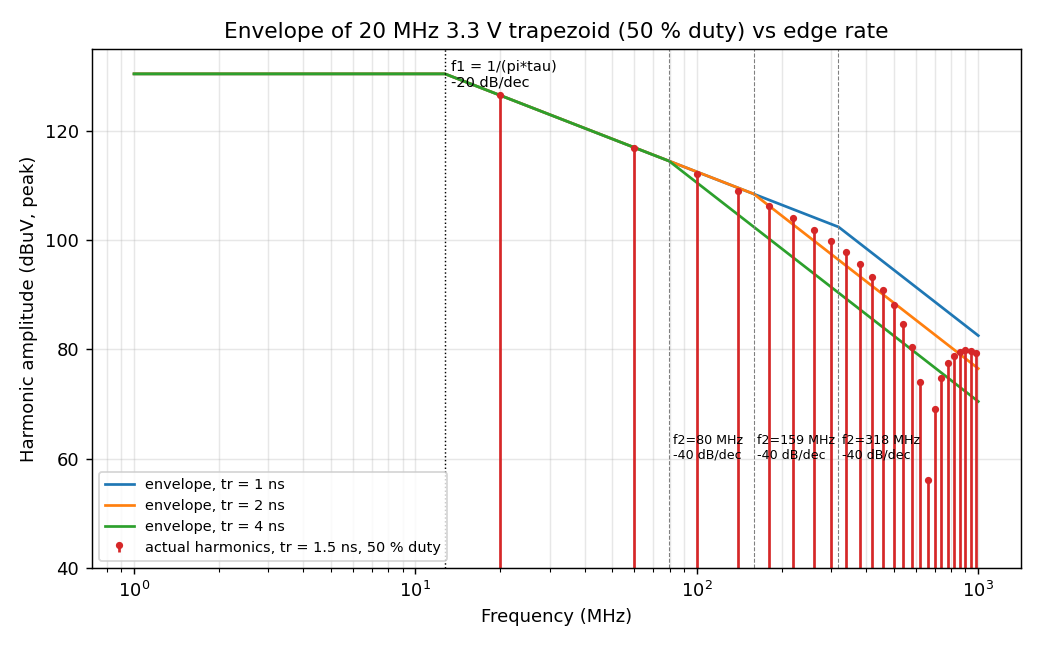 Envelope of 20 MHz 3.3 V trapezoid (50 % duty) vs edge rate
Harmonic amplitude (dBuV, peak)
120
100
80
60
40
f1 = 1/(pi*tau)
-20 dB/dec
f2=80 MHz
-40 dB/dec
f2=159 MHz
-40 dB/dec
f2=318 MHz
-40 dB/dec
envelope, tr = 1 ns
envelope, tr = 2 ns
envelope, tr = 4 ns
actual harmonics, tr = 1.5 ns, 50 % duty
10⁰
10¹
10²
10³
Frequency (MHz)